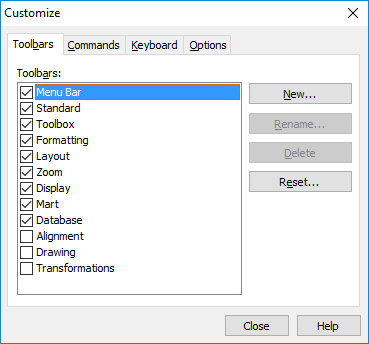 Customize
Toolbars Commands Keyboard Options
Toolbars:
Menu Bar
Standard
Toolbox
Formatting
Layout
Zoom
Display
Mart
Database
Alignment
Drawing
Transformations
New...
Rename...
Delete
Reset...
Close Help